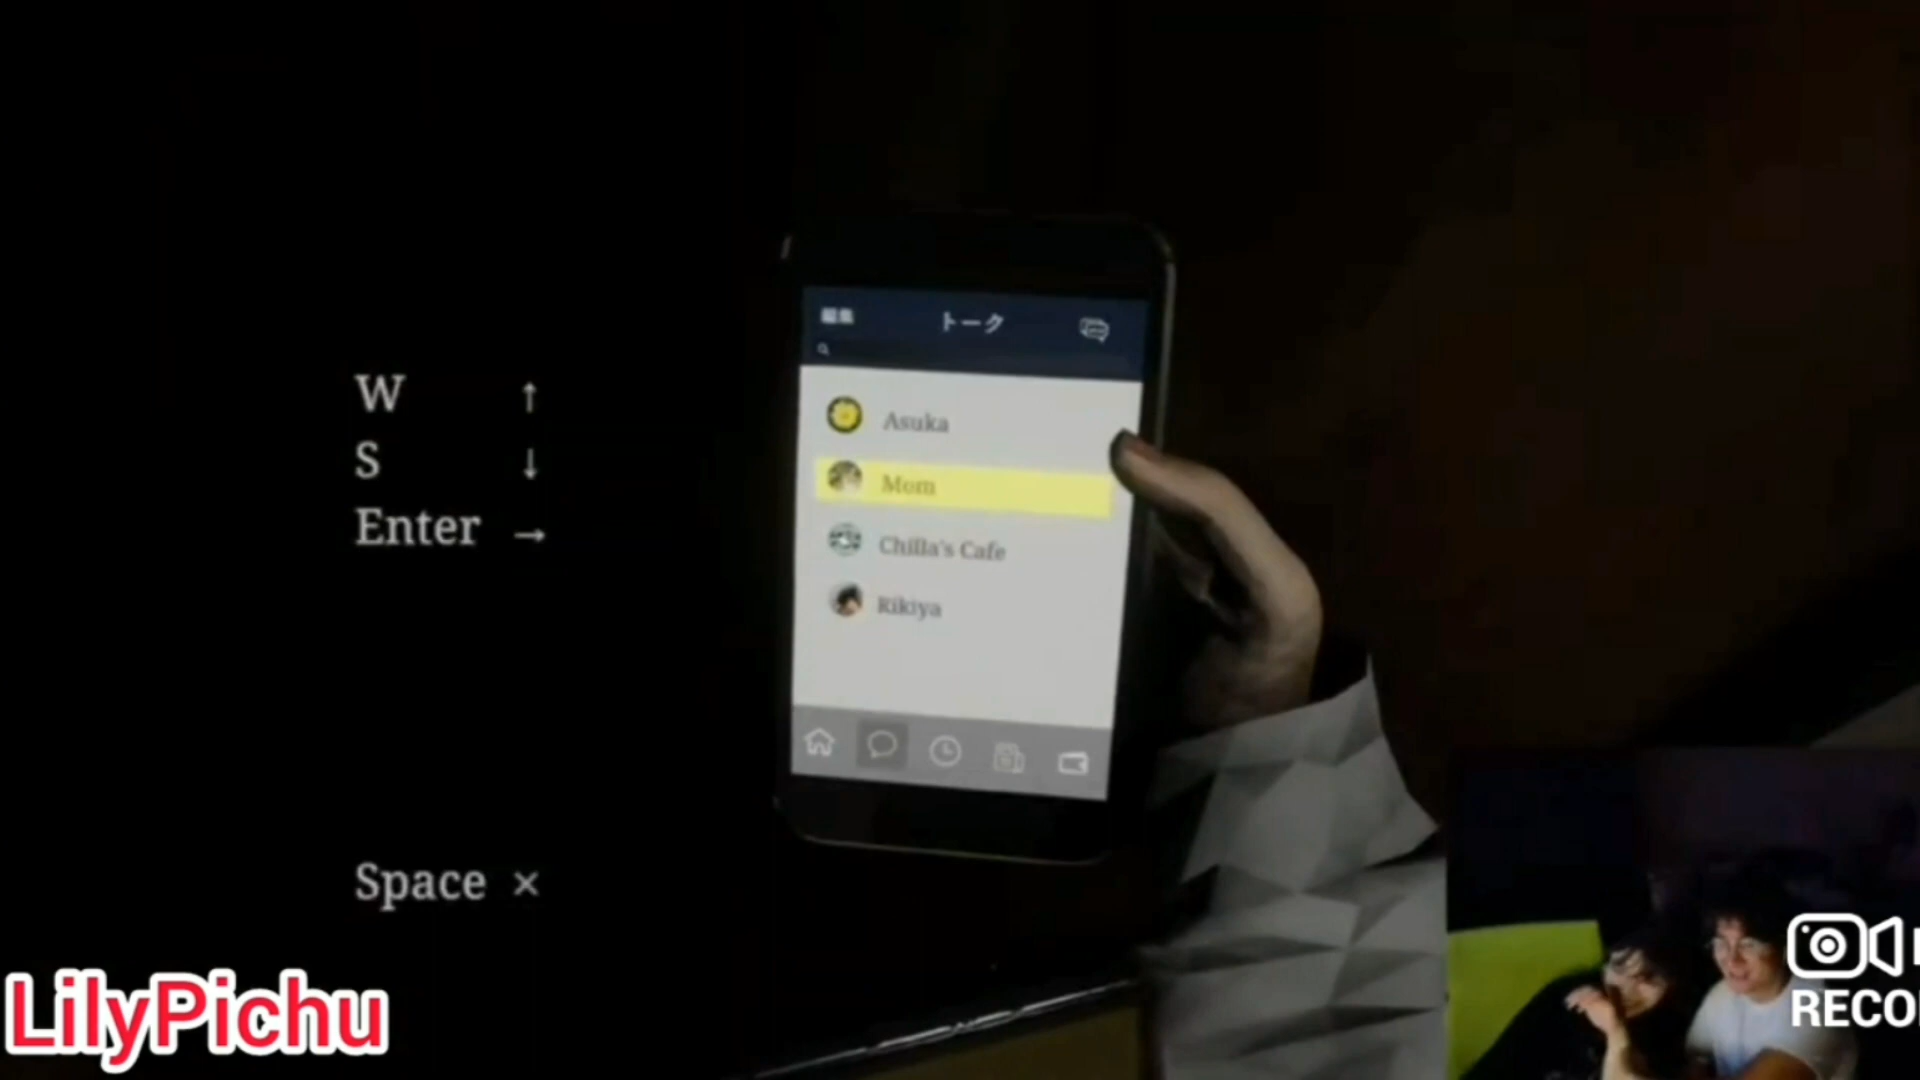 編集 トーク
Asuka
Mom
Chilla's Cafe
Rikiya
W ↑
S ↓
Enter →
Space ×
LilyPichu
RECO